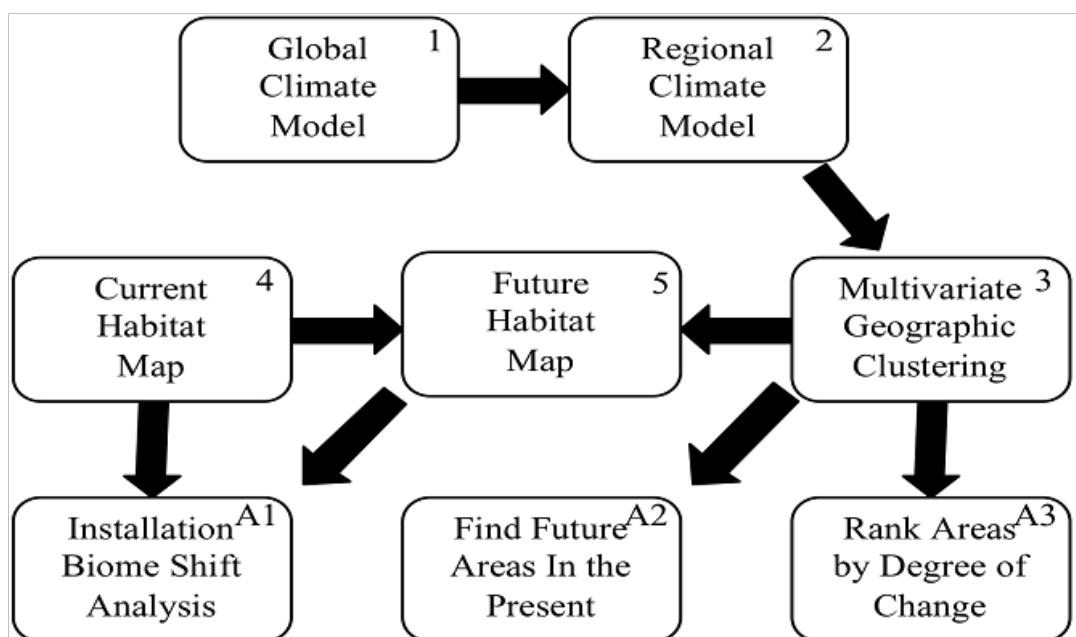 Global 1
Climate
Model
Regional 2
Climate
Model
Current 4
Habitat
Map
Future 5
Habitat
Map
Multivariate 3
Geographic
Clustering
Installation A1
Biome Shift
Analysis
Find Future A2
Areas In the
Present
Rank Areas A3
by Degree of
Change